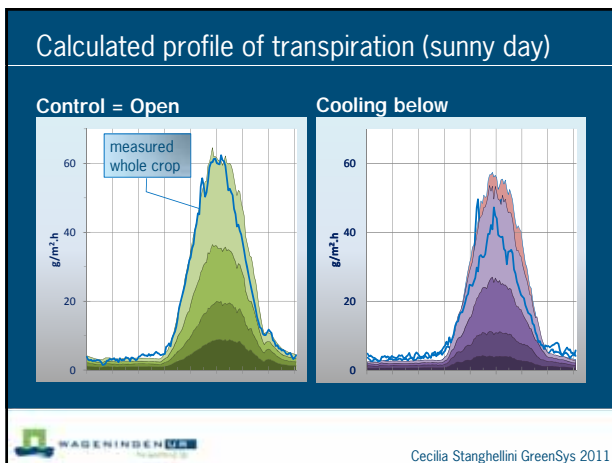 Calculated profile of transpiration (sunny day)
Control = Open
Cooling below
measured
whole crop
60
40
20
0
g/m².h
60
40
20
0
g/m².h
WAGENINGEN UR
Cecilia Stanghellini GreenSys 2011